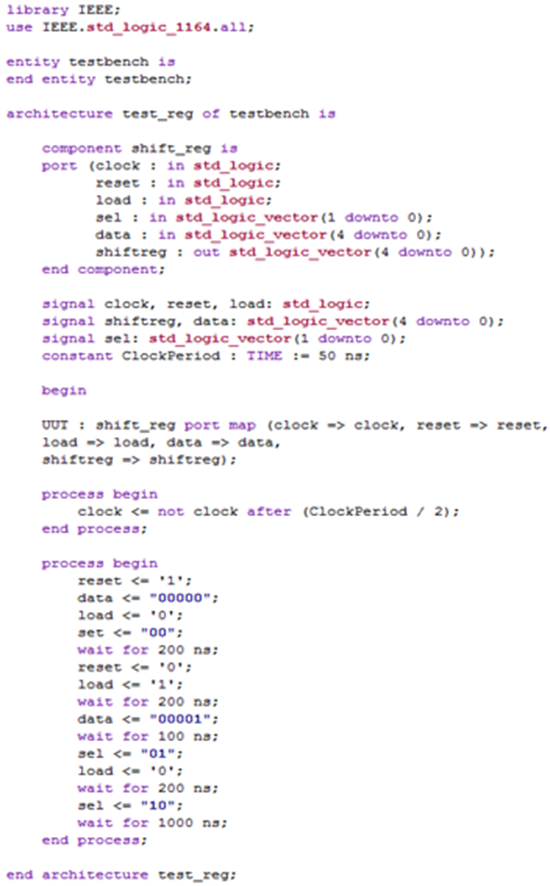 library IEEE;
use IEEE.std_logic_1164.all;
entity testbench is
end entity testbench;
architecture test_reg of testbench is
component shift_reg is
port (clock : in std_logic;
reset : in std_logic;
load : in std_logic;
sel : in std_logic_vector(1 downto 0);
data : in std_logic_vector(4 downto 0);
shiftreg : out std_logic_vector(4 downto 0));
end component;
signal clock, reset, load: std_logic;
signal shiftreg, data: std_logic_vector(4 downto 0);
signal sel: std_logic_vector(1 downto 0);
constant ClockPeriod : TIME := 50 ns;
begin
UUT : shift_reg port map (clock => clock, reset => reset,
load => load, data => data,
shiftreg => shiftreg);
process begin
clock <= not clock after (ClockPeriod / 2);
end process;
process begin
reset <= '1';
data <= "00000";
load <= '0';
set <= "00";
wait for 200 ns;
reset <= '0';
load <= '1';
wait for 200 ns;
data <= "00001";
wait for 100 ns;
sel <= "01";
load <= '0';
wait for 200 ns;
sel <= "10";
wait for 1000 ns;
end process;
end architecture test_reg;